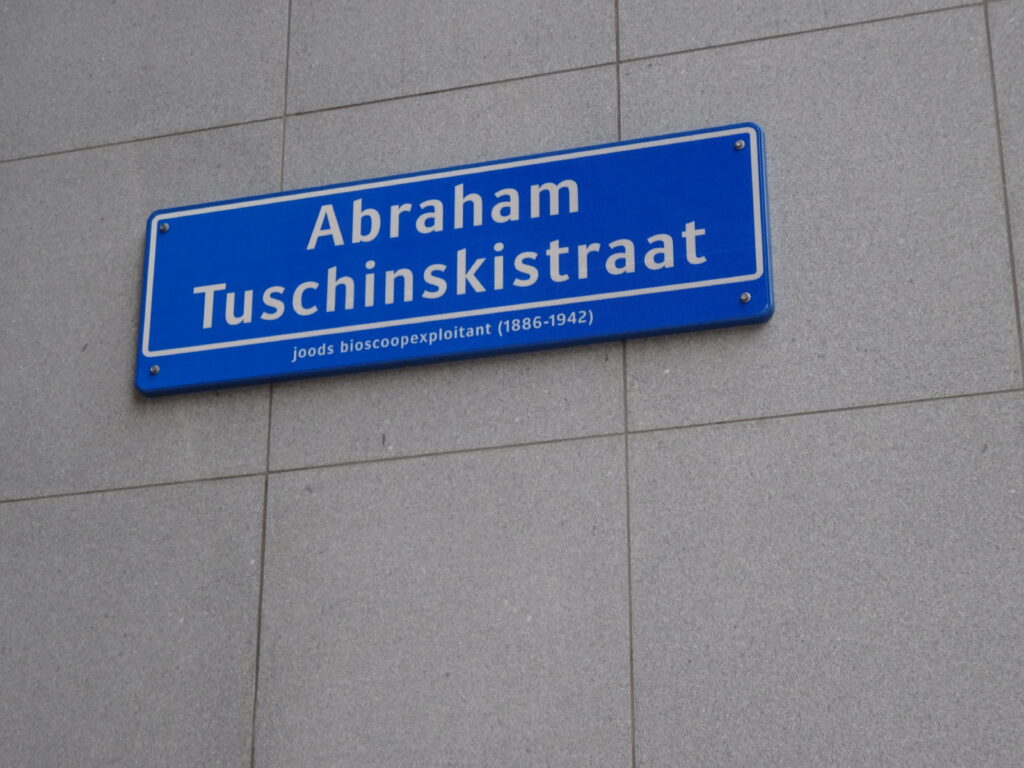 Abraham
Tuschinskistraat
joods bioscoopexploitant (1886-1942)